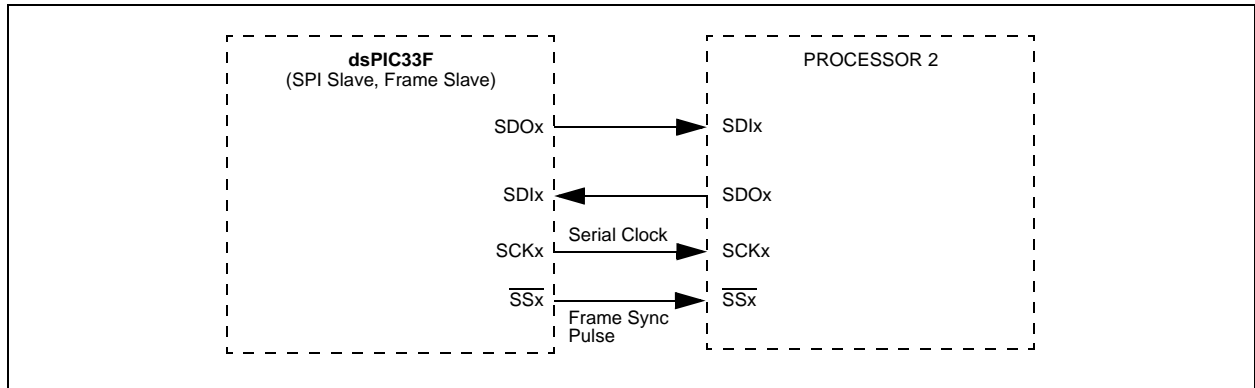 dsPIC33F
(SPI Slave, Frame Slave)
PROCESSOR 2
SDOx
SDIx
SDIx
SDOx
SCKx
Serial Clock
SCKx
SSx
Frame Sync
Pulse
SSx